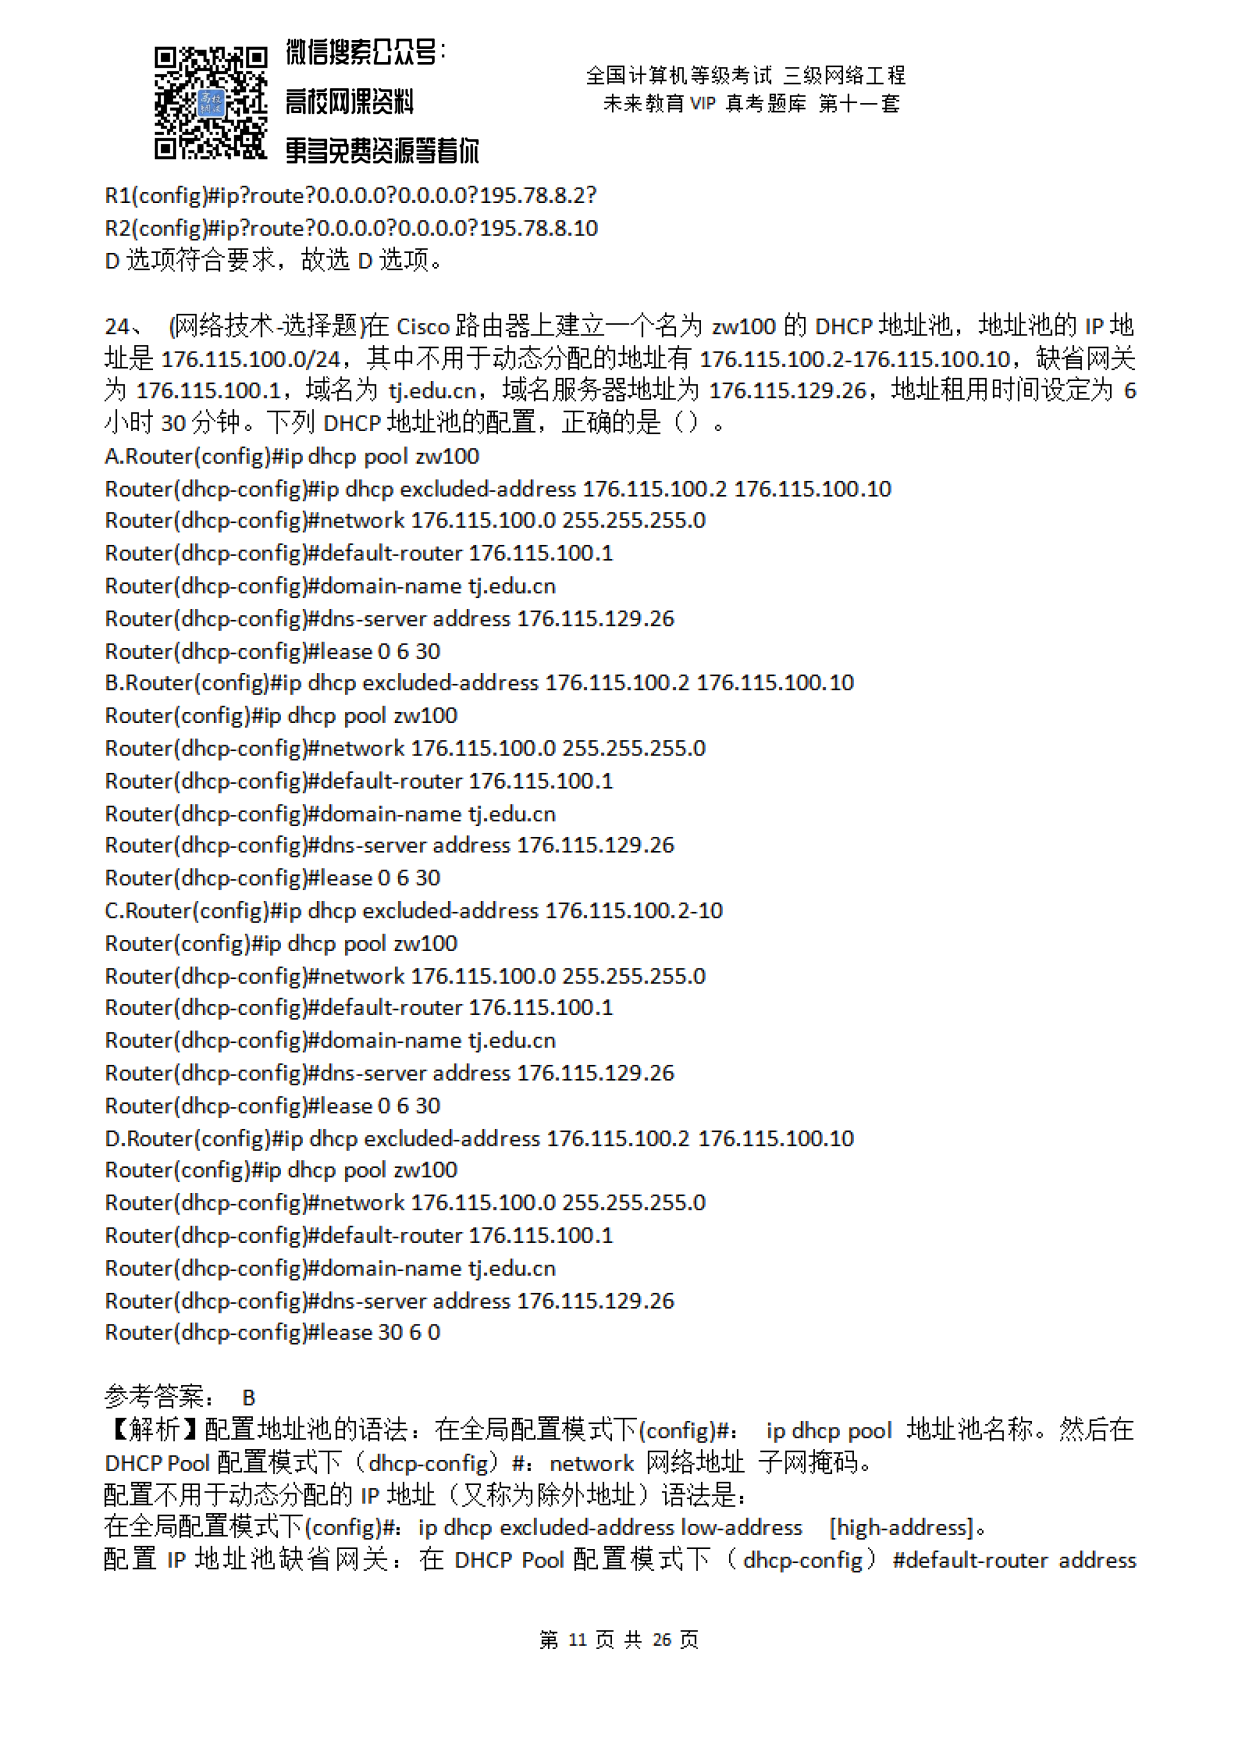 微信搜索公众号：
高校网课资料
更多免费资源等着你
全国计算机等级考试 三级网络工程
未来教育 VIP 真考题库 第十一套
R1(config)#ip?route?0.0.0.0?0.0.0.0?195.78.8.2?
R2(config)#ip?route?0.0.0.0?0.0.0.0?195.78.8.10
D 选项符合要求，故选 D 选项。
24、 (网络技术-选择题)在 Cisco 路由器上建立一个名为 zw100 的 DHCP 地址池，地址池的 IP 地
址是 176.115.100.0/24，其中不用于动态分配的地址有 176.115.100.2-176.115.100.10，缺省网关
为 176.115.100.1，域名为 tj.edu.cn，域名服务器地址为 176.115.129.26，地址租用时间设定为 6
小时 30 分钟。下列 DHCP 地址池的配置，正确的是（）。
A.Router(config)#ip dhcp pool zw100
Router(dhcp-config)#ip dhcp excluded-address 176.115.100.2 176.115.100.10
Router(dhcp-config)#network 176.115.100.0 255.255.255.0
Router(dhcp-config)#default-router 176.115.100.1
Router(dhcp-config)#domain-name tj.edu.cn
Router(dhcp-config)#dns-server address 176.115.129.26
Router(dhcp-config)#lease 0 6 30
B.Router(config)#ip dhcp excluded-address 176.115.100.2 176.115.100.10
Router(config)#ip dhcp pool zw100
Router(dhcp-config)#network 176.115.100.0 255.255.255.0
Router(dhcp-config)#default-router 176.115.100.1
Router(dhcp-config)#domain-name tj.edu.cn
Router(dhcp-config)#dns-server address 176.115.129.26
Router(dhcp-config)#lease 0 6 30
C.Router(config)#ip dhcp excluded-address 176.115.100.2-10
Router(config)#ip dhcp pool zw100
Router(dhcp-config)#network 176.115.100.0 255.255.255.0
Router(dhcp-config)#default-router 176.115.100.1
Router(dhcp-config)#domain-name tj.edu.cn
Router(dhcp-config)#dns-server address 176.115.129.26
Router(dhcp-config)#lease 0 6 30
D.Router(config)#ip dhcp excluded-address 176.115.100.2 176.115.100.10
Router(config)#ip dhcp pool zw100
Router(dhcp-config)#network 176.115.100.0 255.255.255.0
Router(dhcp-config)#default-router 176.115.100.1
Router(dhcp-config)#domain-name tj.edu.cn
Router(dhcp-config)#dns-server address 176.115.129.26
Router(dhcp-config)#lease 30 6 0
参考答案： B
【解析】配置地址池的语法：在全局配置模式下(config)#： ip dhcp pool 地址池名称。然后在
DHCP Pool 配置模式下（dhcp-config）#：network 网络地址 子网掩码。
配置不用于动态分配的 IP 地址（又称为除外地址）语法是：
在全局配置模式下(config)#：ip dhcp excluded-address low-address [high-address]。
配置 IP 地址池缺省网关：在 DHCP Pool 配置模式下（dhcp-config）#default-router address
第 11 页 共 26 页